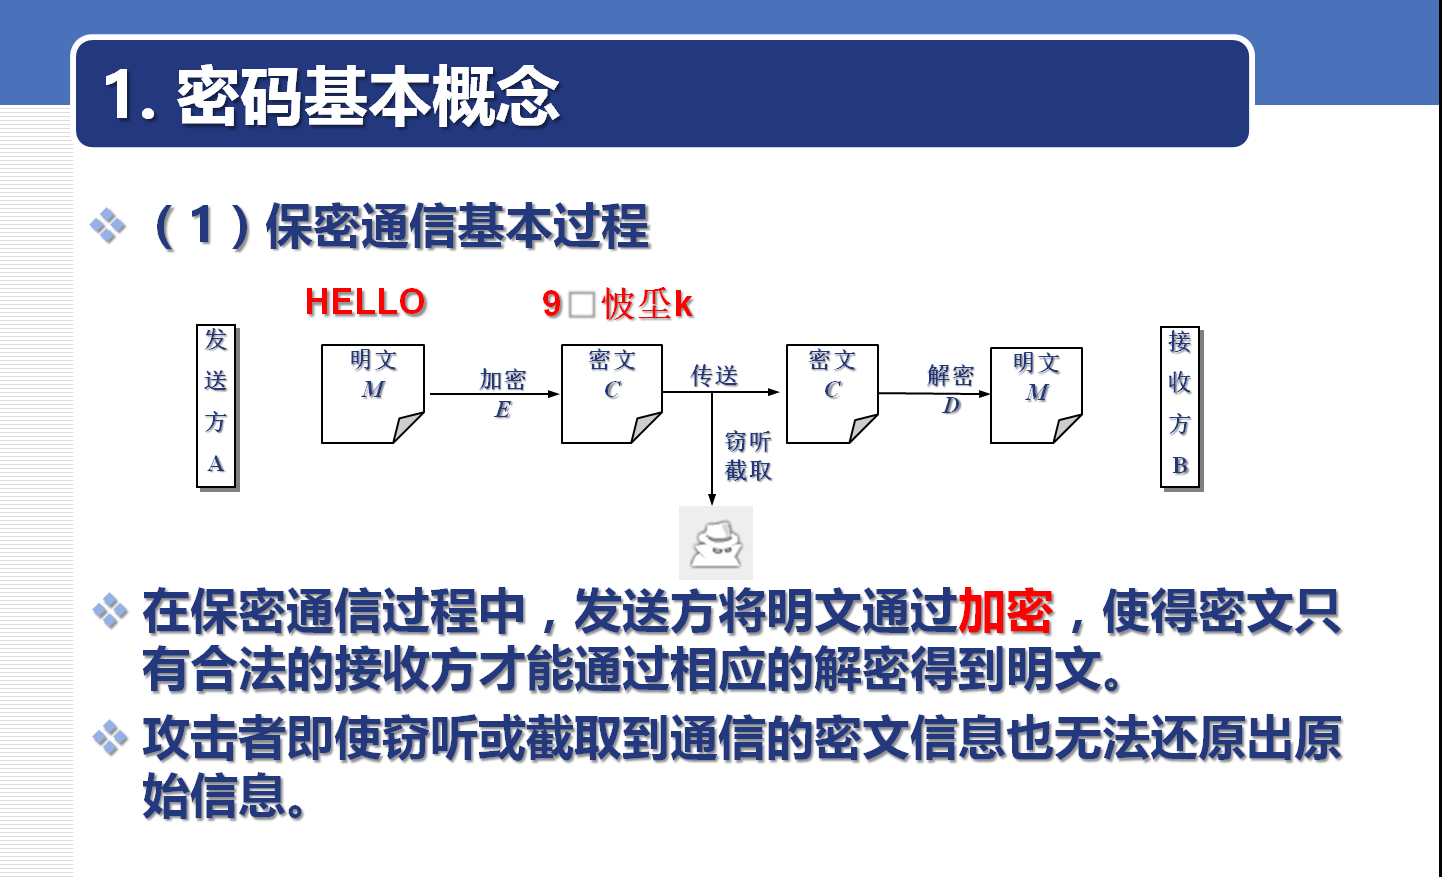 1. 密码基本概念
（1）保密通信基本过程
HELLO
9□怶坕k
发送方A
明文
M
加密
E
密文
C
传送
窃听
截取
密文
C
解密
D
明文
M
接收方B
在保密通信过程中，发送方将明文通过加密，使得密文只
有合法的接收方才能通过相应的解密得到明文。
攻击者即使窃听或截取到通信的密文信息也无法还原出原
始信息。